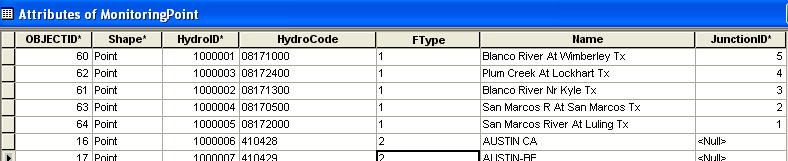 Attributes of MonitoringPoint
OBJECTID* Shape* HydroID* HydroCode FType Name JunctionID*
60 Point 1000001 08171000 1 Blanco River At Wimberley Tx 5
62 Point 1000003 08172400 1 Plum Creek At Lockhart Tx 4
61 Point 1000002 08171300 1 Blanco River Nr Kyle Tx 3
63 Point 1000004 08170500 1 San Marcos R At San Marcos Tx 2
64 Point 1000005 08172000 1 San Marcos River At Luling Tx 1
16 Point 1000006 410428 2 AUSTIN CA <Null>
17 Point 1000007 410429 2 AUSTIN-BE <Null>